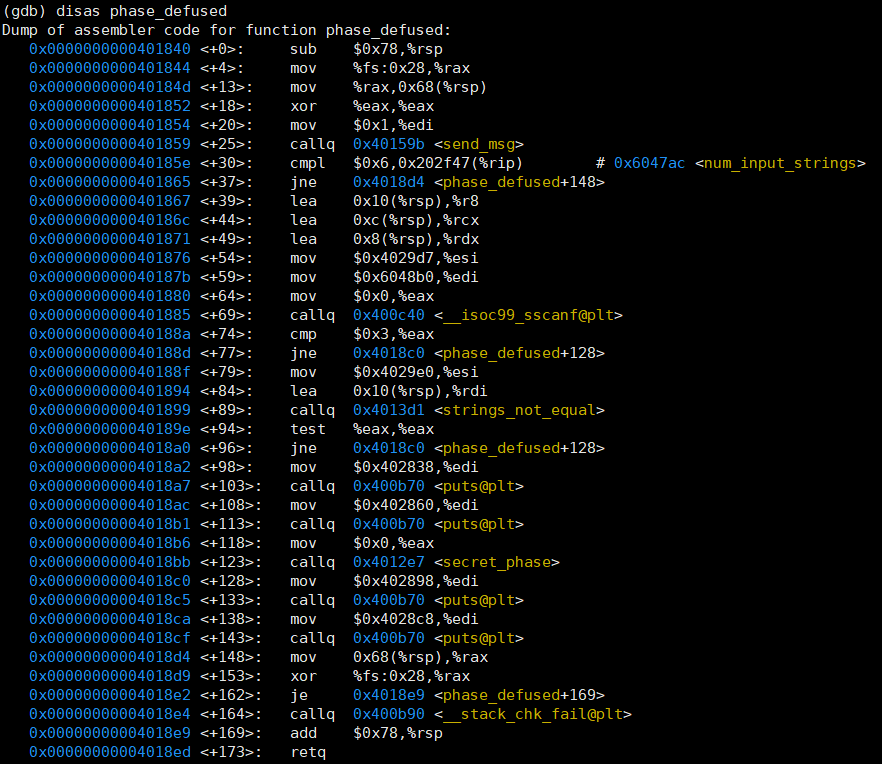 (gdb) disas phase_defused
Dump of assembler code for function phase_defused:
   0x0000000000401840 <+0>:     sub    $0x78,%rsp
   0x0000000000401844 <+4>:     mov    %fs:0x28,%rax
   0x000000000040184d <+13>:    mov    %rax,0x68(%rsp)
   0x0000000000401852 <+18>:    xor    %eax,%eax
   0x0000000000401854 <+20>:    mov    $0x1,%edi
   0x0000000000401859 <+25>:    callq  0x40159b <send_msg>
   0x000000000040185e <+30>:    cmpl   $0x6,0x202f47(%rip)        # 0x6047ac <num_input_strings>
   0x0000000000401865 <+37>:    jne    0x4018d4 <phase_defused+148>
   0x0000000000401867 <+39>:    lea    0x10(%rsp),%r8
   0x000000000040186c <+44>:    lea    0xc(%rsp),%rcx
   0x0000000000401871 <+49>:    lea    0x8(%rsp),%rdx
   0x0000000000401876 <+54>:    mov    $0x4029d7,%esi
   0x000000000040187b <+59>:    mov    $0x6048b0,%edi
   0x0000000000401880 <+64>:    mov    $0x0,%eax
   0x0000000000401885 <+69>:    callq  0x400c40 <__isoc99_sscanf@plt>
   0x000000000040188a <+74>:    cmp    $0x3,%eax
   0x000000000040188d <+77>:    jne    0x4018c0 <phase_defused+128>
   0x000000000040188f <+79>:    mov    $0x4029e0,%esi
   0x0000000000401894 <+84>:    lea    0x10(%rsp),%rdi
   0x0000000000401899 <+89>:    callq  0x4013d1 <strings_not_equal>
   0x000000000040189e <+94>:    test   %eax,%eax
   0x00000000004018a0 <+96>:    jne    0x4018c0 <phase_defused+128>
   0x00000000004018a2 <+98>:    mov    $0x402838,%edi
   0x00000000004018a7 <+103>:   callq  0x400b70 <puts@plt>
   0x00000000004018ac <+108>:   mov    $0x402860,%edi
   0x00000000004018b1 <+113>:   callq  0x400b70 <puts@plt>
   0x00000000004018b6 <+118>:   mov    $0x0,%eax
   0x00000000004018bb <+123>:   callq  0x4012e7 <secret_phase>
   0x00000000004018c0 <+128>:   mov    $0x402898,%edi
   0x00000000004018c5 <+133>:   callq  0x400b70 <puts@plt>
   0x00000000004018ca <+138>:   mov    $0x4028c8,%edi
   0x00000000004018cf <+143>:   callq  0x400b70 <puts@plt>
   0x00000000004018d4 <+148>:   mov    0x68(%rsp),%rax
   0x00000000004018d9 <+153>:   xor    %fs:0x28,%rax
   0x00000000004018e2 <+162>:   je     0x4018e9 <phase_defused+169>
   0x00000000004018e4 <+164>:   callq  0x400b90 <__stack_chk_fail@plt>
   0x00000000004018e9 <+169>:   add    $0x78,%rsp
   0x00000000004018ed <+173>:   retq